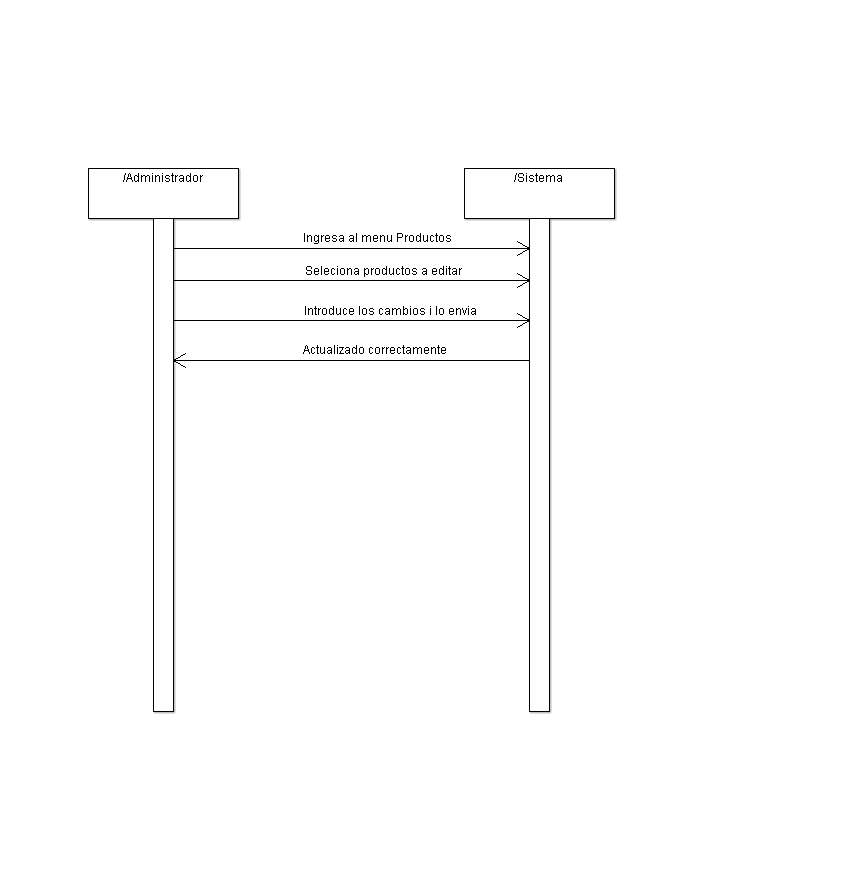 /Administrador
/Sistema
Ingresa al menu Productos
Seleciona productos a editar
Introduce los cambios i lo envia
Actualizado correctamente